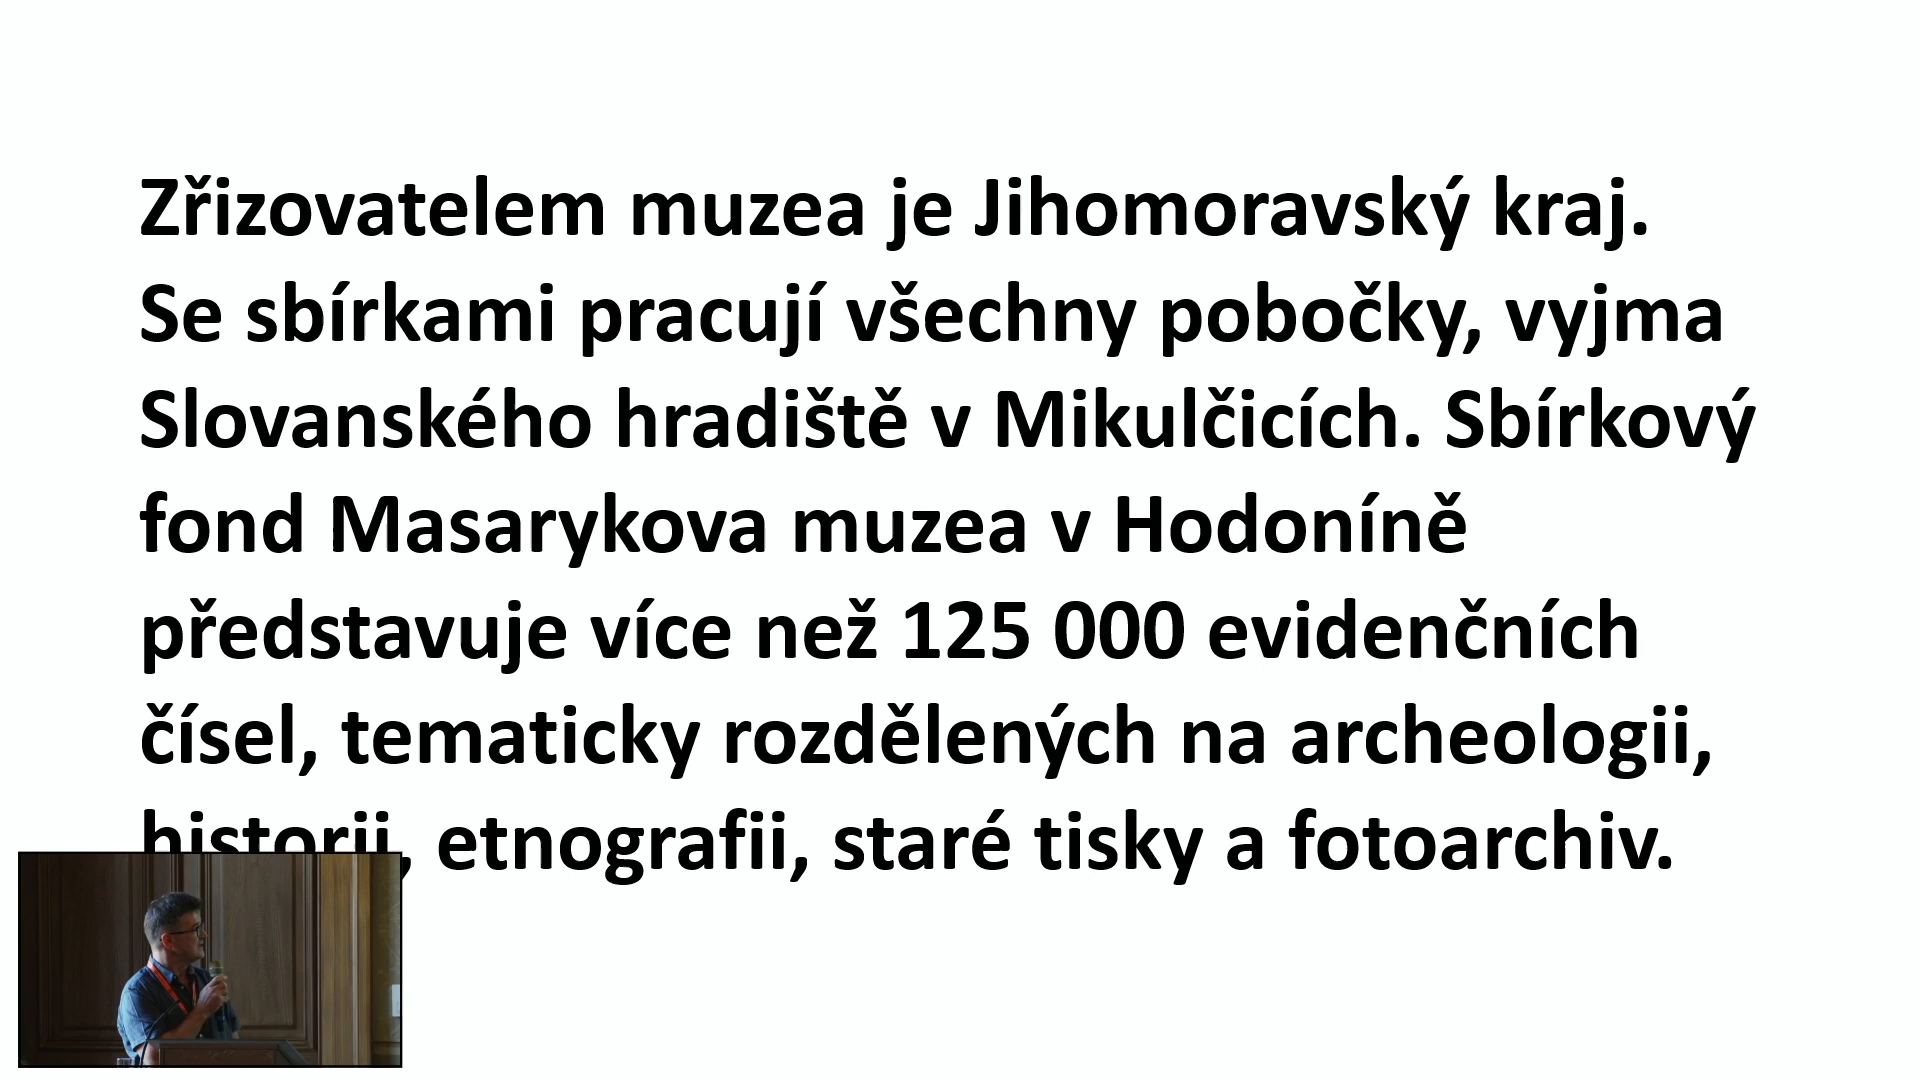 Zřizovatelem muzea je Jihomoravský kraj.
Se sbírkami pracují všechny pobočky, vyjma
Slovanského hradiště v Mikulčicích. Sbírkový
fond Masarykova muzea v Hodoníně
představuje více než 125 000 evidenčních
čísel, tematicky rozdělených na archeologii,
historii, etnografii, staré tisky a fotoarchiv.